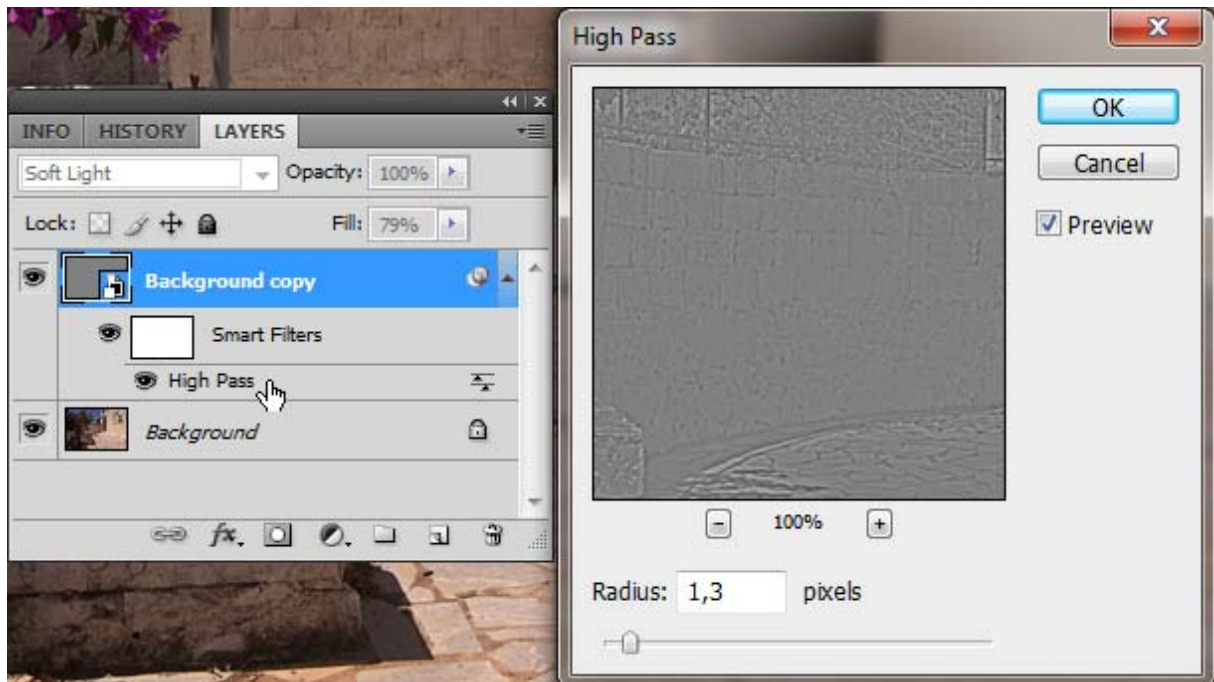 INFO HISTORY LAYERS
Soft Light Opacity: 100%
Lock: Fill: 79%
Background copy
Smart Filters
High Pass
Background
fx.
High Pass
OK
Cancel
Preview
100%
Radius: 1,3 pixels